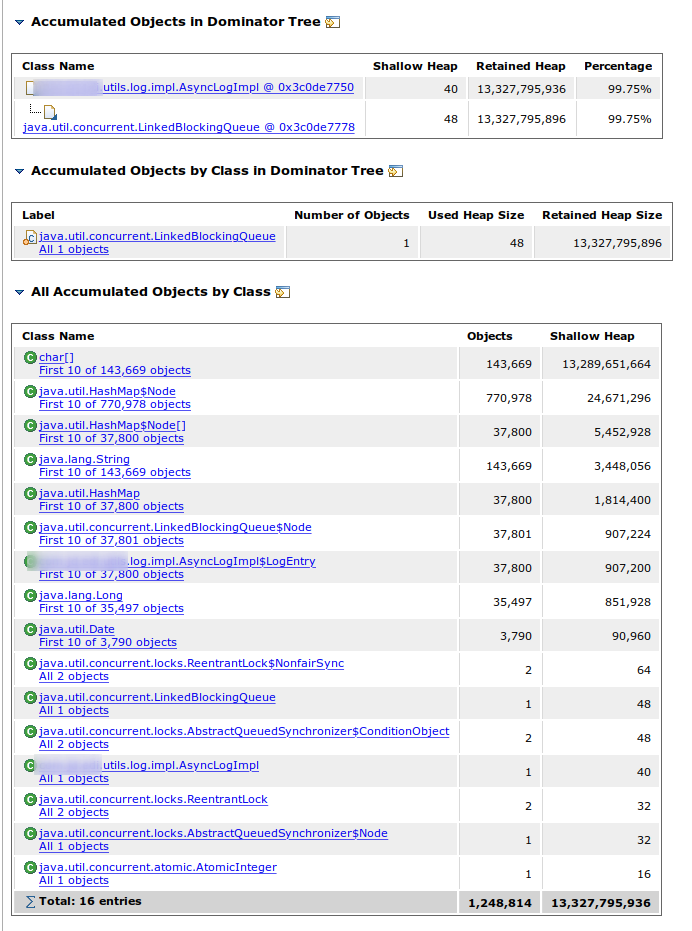 Accumulated Objects in Dominator Tree
Class Name Shallow Heap Retained Heap Percentage
utils.log.impl.AsyncLogImpl @ 0x3c0de7750 40 13,327,795,936 99.75%
java.util.concurrent.LinkedBlockingQueue @ 0x3c0de7778 48 13,327,795,896 99.75%
Accumulated Objects by Class in Dominator Tree
Label Number of Objects Used Heap Size Retained Heap Size
java.util.concurrent.LinkedBlockingQueue
All 1 objects 1 48 13,327,795,896
All Accumulated Objects by Class
Class Name Objects Shallow Heap
char[]
First 10 of 143,669 objects 143,669 13,289,651,664
java.util.HashMap$Node
First 10 of 770,978 objects 770,978 24,671,296
java.util.HashMap$Node[]
First 10 of 37,800 objects 37,800 5,452,928
java.lang.String
First 10 of 143,669 objects 143,669 3,448,056
java.util.HashMap
First 10 of 37,800 objects 37,800 1,814,400
java.util.concurrent.LinkedBlockingQueue$Node
First 10 of 37,801 objects 37,801 907,224
.log.impl.AsyncLogImpl$LogEntry
First 10 of 37,800 objects 37,800 907,200
java.lang.Long
First 10 of 35,497 objects 35,497 851,928
java.util.Date
First 10 of 3,790 objects 3,790 90,960
java.util.concurrent.locks.ReentrantLock$NonfairSync
All 2 objects 2 64
java.util.concurrent.LinkedBlockingQueue
All 1 objects 1 48
java.util.concurrent.locks.AbstractQueuedSynchronizer$ConditionObject
All 2 objects 2 48
utils.log.impl.AsyncLogImpl
All 1 objects 1 40
java.util.concurrent.locks.ReentrantLock
All 2 objects 2 32
java.util.concurrent.locks.AbstractQueuedSynchronizer$Node
All 1 objects 1 32
java.util.concurrent.atomic.AtomicInteger
All 1 objects 1 16
∑ Total: 16 entries 1,248,814 13,327,795,936